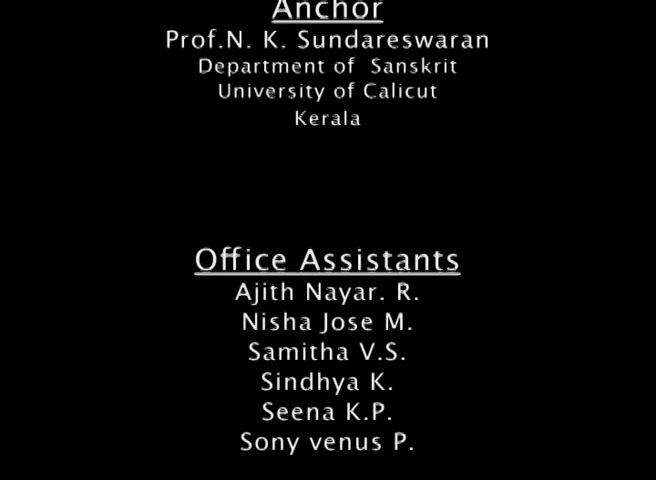 Anchor
Prof.N. K. Sundareswaran
Department of Sanskrit
University of Calicut
Kerala
Office Assistants
Ajith Nayar. R.
Nisha Jose M.
Samitha V.S.
Sindhya K.
Seena K.P.
Sony venus P.